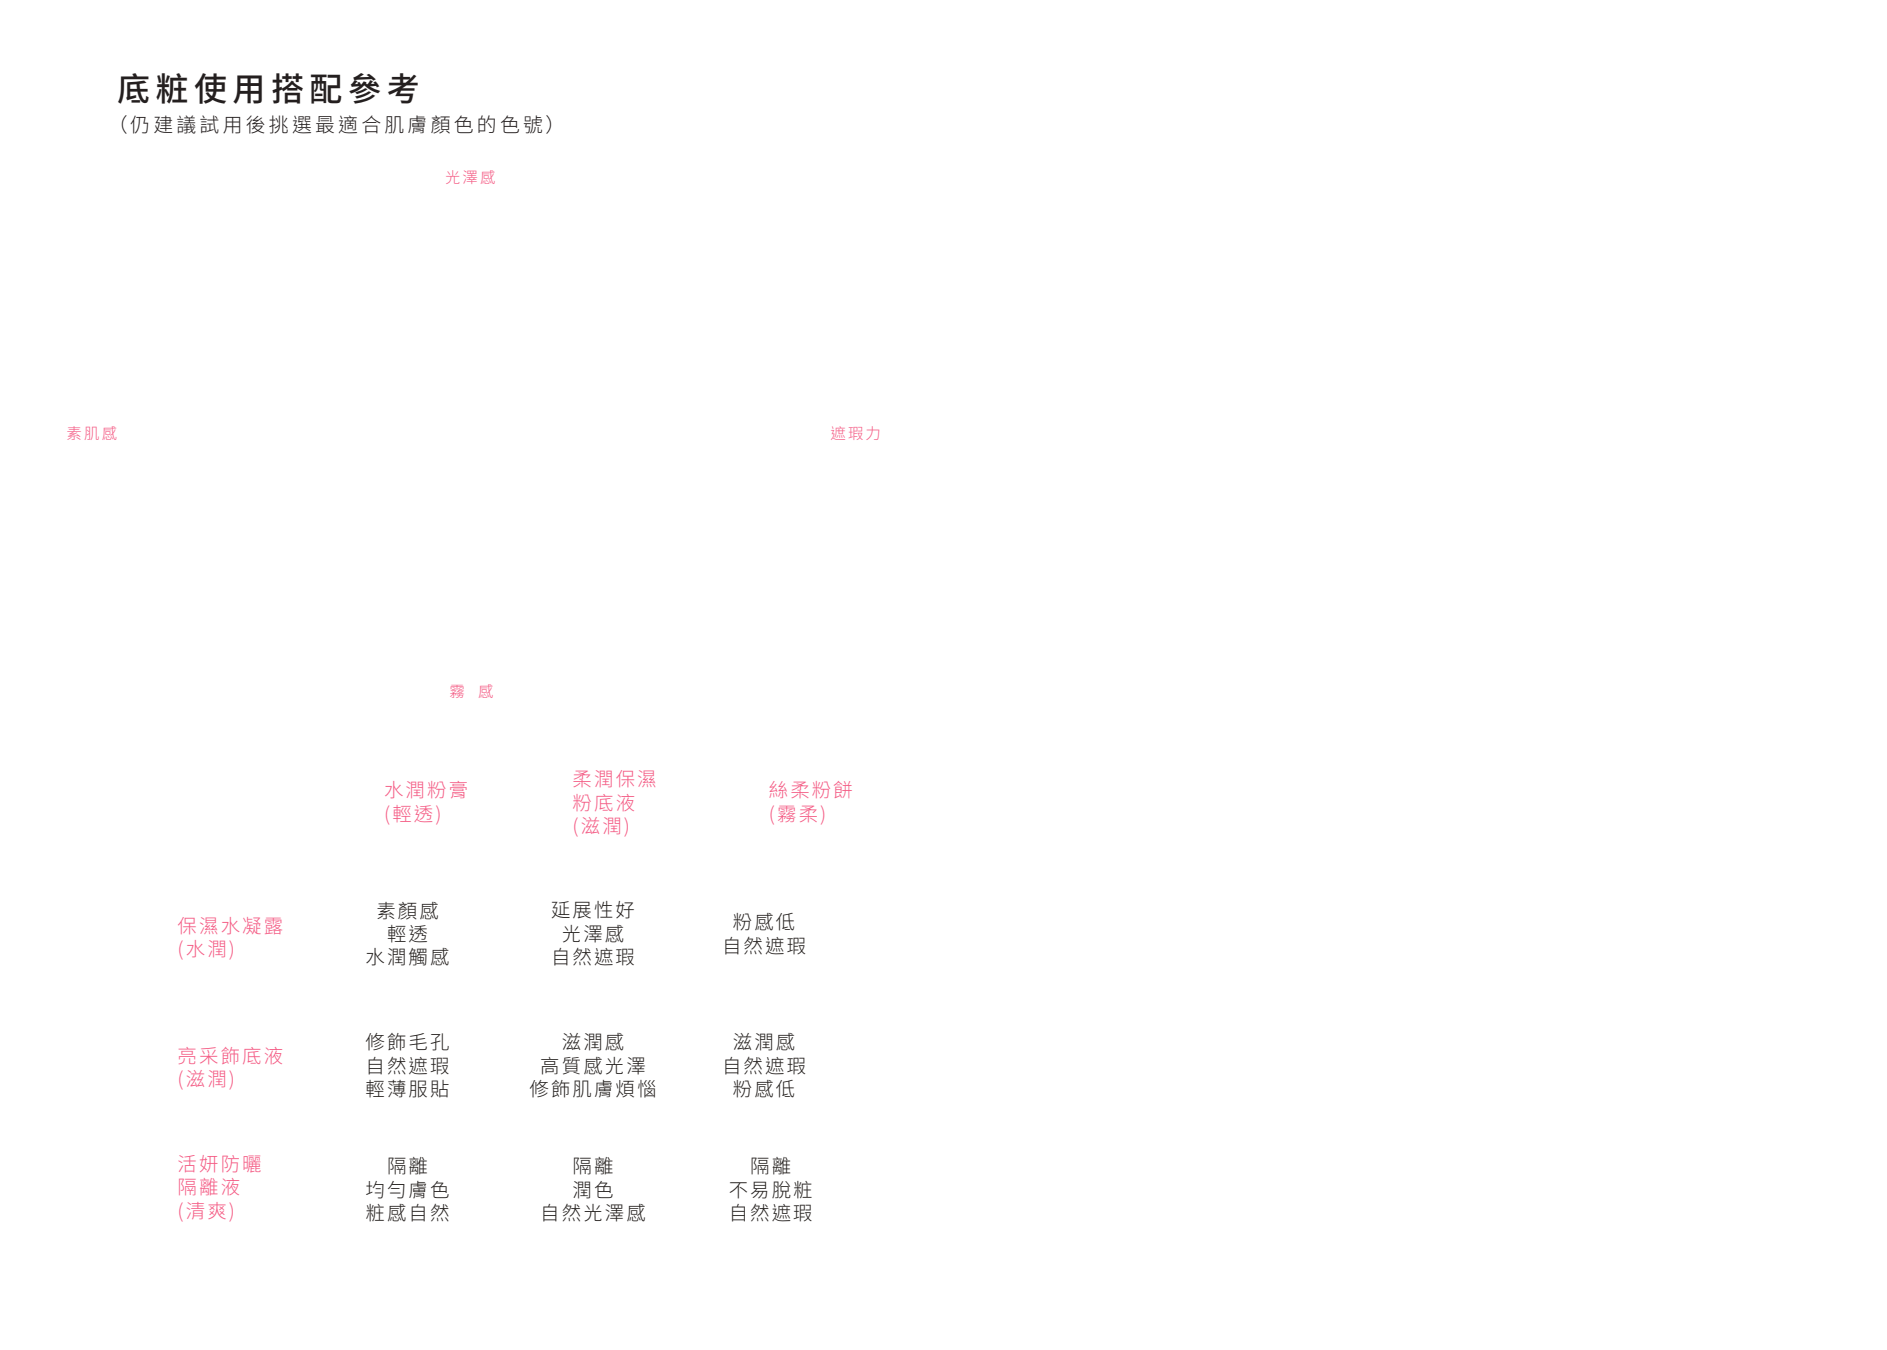 底粧使用搭配參考
(仍建議試用後挑選最適合肌膚顏色的色號)
光澤感
素肌感
遮瑕力
霧 感
水潤粉膏
(輕透)
柔潤保濕
粉底液
(滋潤)
絲柔粉餅
(霧柔)
保濕水凝露
(水潤)
素顏感
輕透
水潤觸感
延展性好
光澤感
自然遮瑕
粉感低
自然遮瑕
亮采飾底液
(滋潤)
修飾毛孔
自然遮瑕
輕薄服貼
滋潤感
高質感光澤
修飾肌膚煩惱
滋潤感
自然遮瑕
粉感低
活妍防曬
隔離液
(清爽)
隔離
均勻膚色
粧感自然
隔離
潤色
自然光澤感
隔離
不易脫粧
自然遮瑕